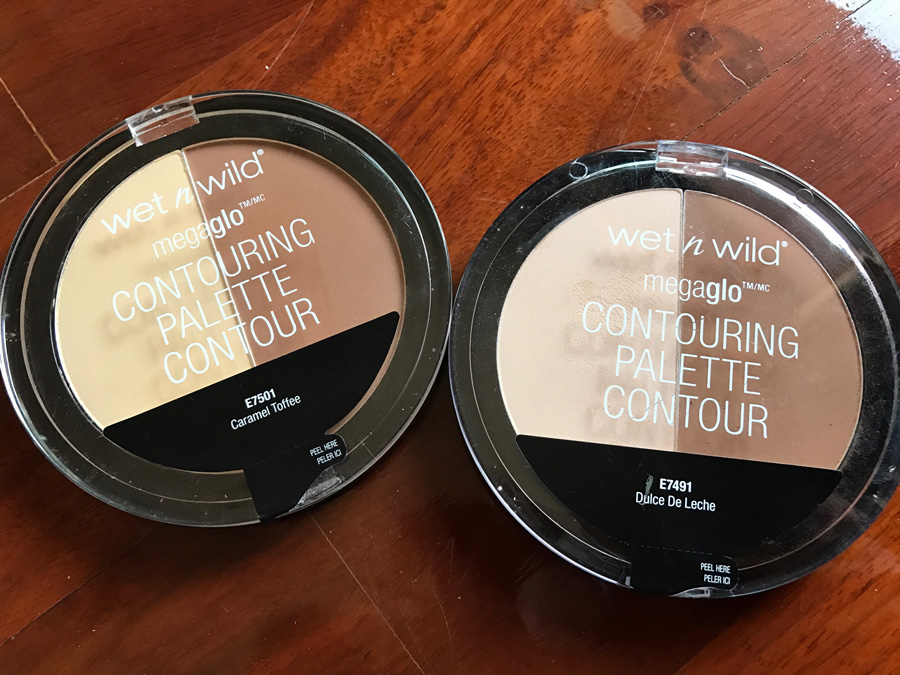 wet n wild®
megaglo™/MC
CONTOURING
PALETTE
CONTOUR
E7501
Caramel Toffee
PEEL HERE
PELER ICI
wet n wild®
megaglo™/MC
CONTOURING
PALETTE
CONTOUR
E7491
Dulce De Leche
PEEL HERE
PELER ICI